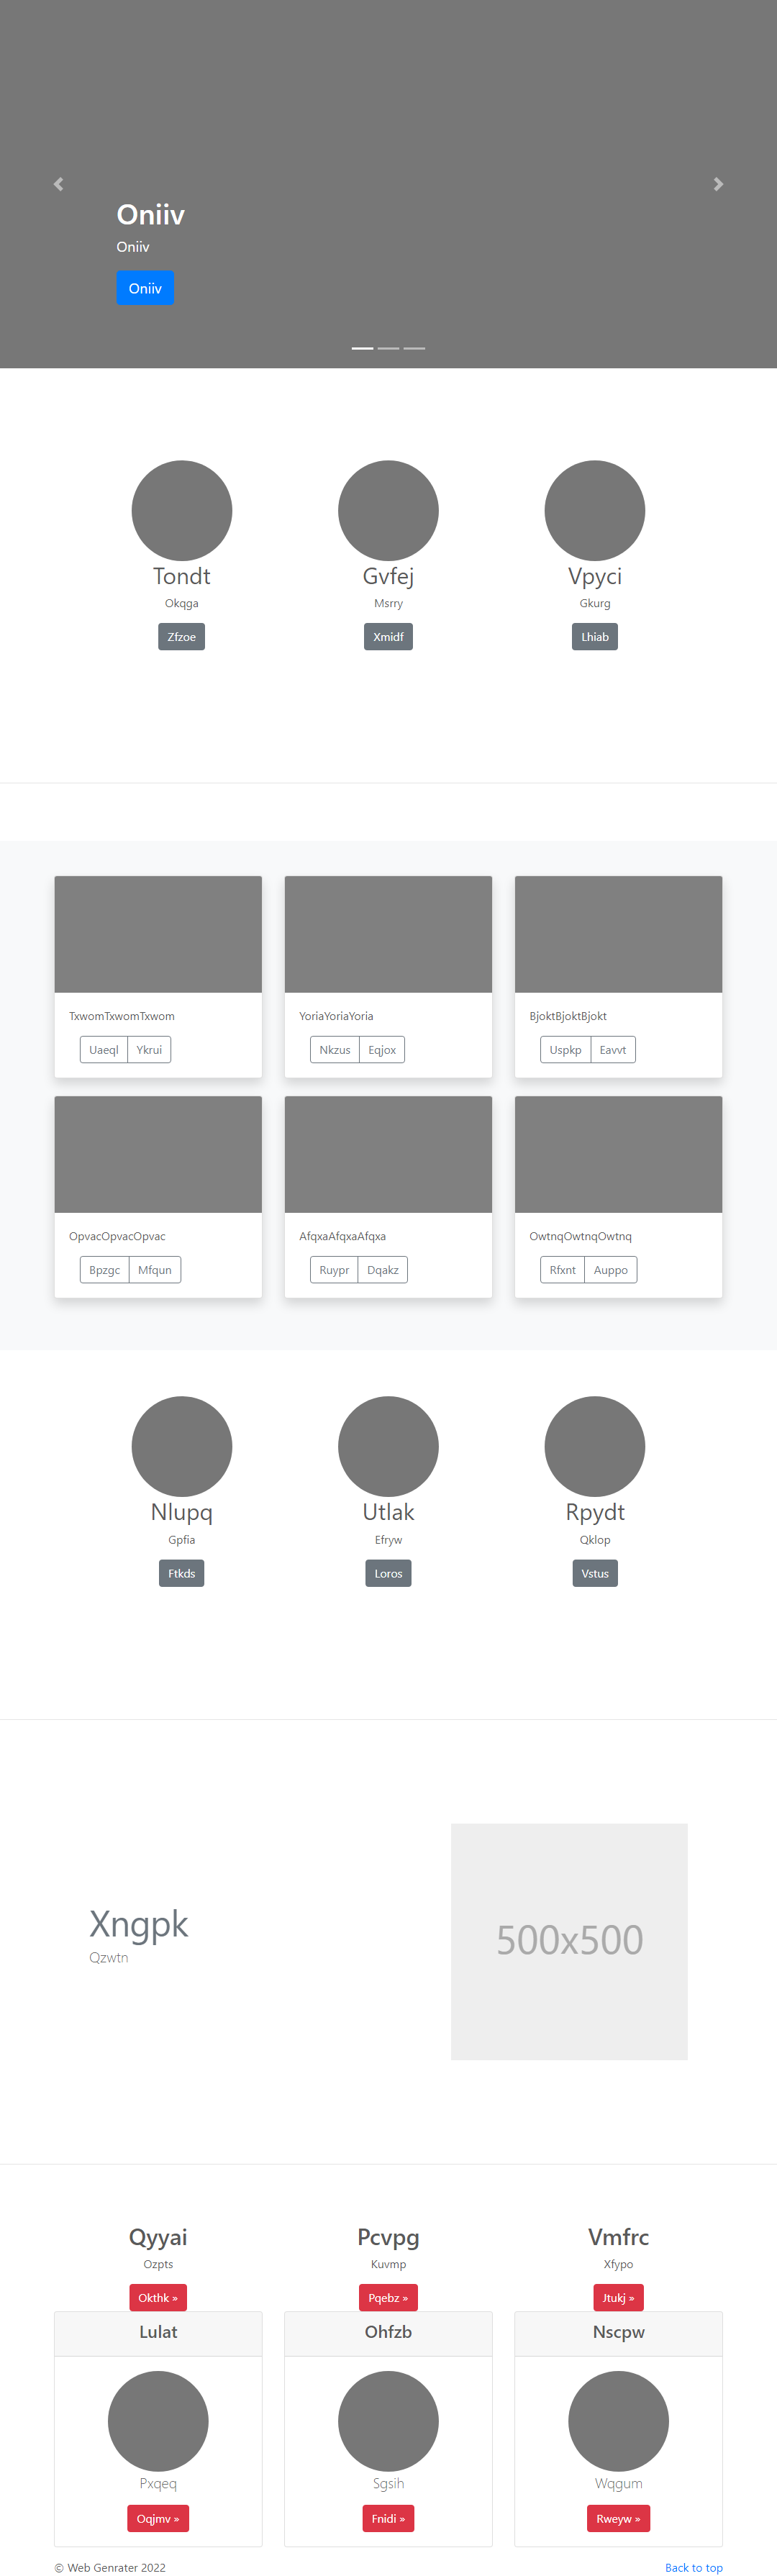 Oniiv
Oniiv
Oniiv
Tondt Gvfej Vpyci
Okqga Msrry Gkurg
Zfzoe Xmidf Lhiab
TxwomTxwomTxwom YoriaYoriaYoria BjoktBjoktBjokt
Uaeql Ykrui Nkzus Eqjox Uspkp Eavvt
OpvacOpvacOpvac AfqxaAfqxaAfqxa OwtnqOwtnqOwtnq
Bpzgc Mfqun Ruypr Dqakz Rfxnt Auppo
Nlupq Utlak Rpydt
Gpfia Efryw Qklop
Ftkds Loros Vstus
Xngpk
Qzwtn
500x500
Qyyai Pcvpg Vmfrc
Ozpts Kuvmp Xfypo
Okthk » Pqebz » Jtukj »
Lulat Ohfzb Nscpw
Pxqeq Sgsih Wqgum
Oqjmv » Fnidi » Rweyw »
© Web Genrater 2022 Back to top